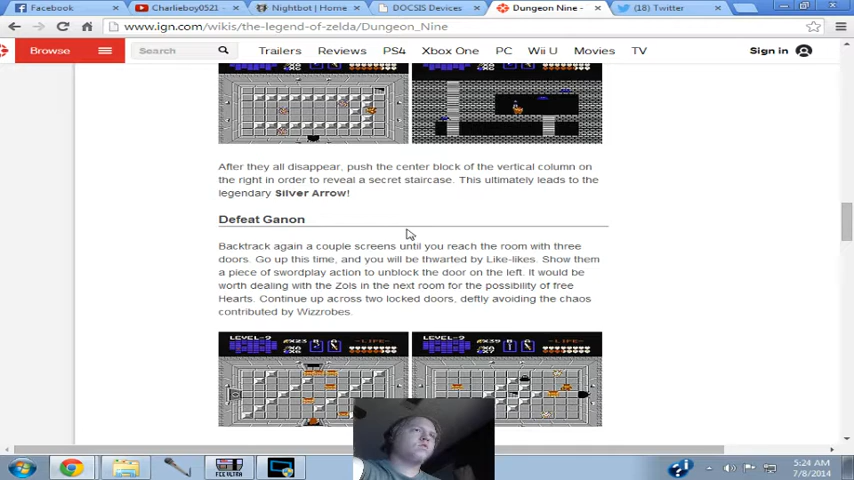 Facebook
Charlieboy0521 -
Nightbot | Home
DOCSIS Devices
Dungeon Nine -
(18) Twitter
www.ign.com/wikis/the-legend-of-zelda/Dungeon_Nine
Browse
Search
Trailers Reviews PS4 Xbox One PC Wii U Movies TV
Sign in
After they all disappear, push the center block of the vertical column on
the right in order to reveal a secret staircase. This ultimately leads to the
legendary Silver Arrow!
Defeat Ganon
Backtrack again a couple screens until you reach the room with three
doors. Go up this time, and you will be thwarted by Like-likes. Show them
a piece of swordplay action to unblock the door on the left. It would be
worth dealing with the Zols in the next room for the possibility of free
Hearts. Continue up across two locked doors, deftly avoiding the chaos
contributed by Wizzrobes.
LEVEL-9 X23 B A -LIFE-
LEVEL-9 X39 B A -LIFE-
FCE ULTRA
5:24 AM
7/8/2014